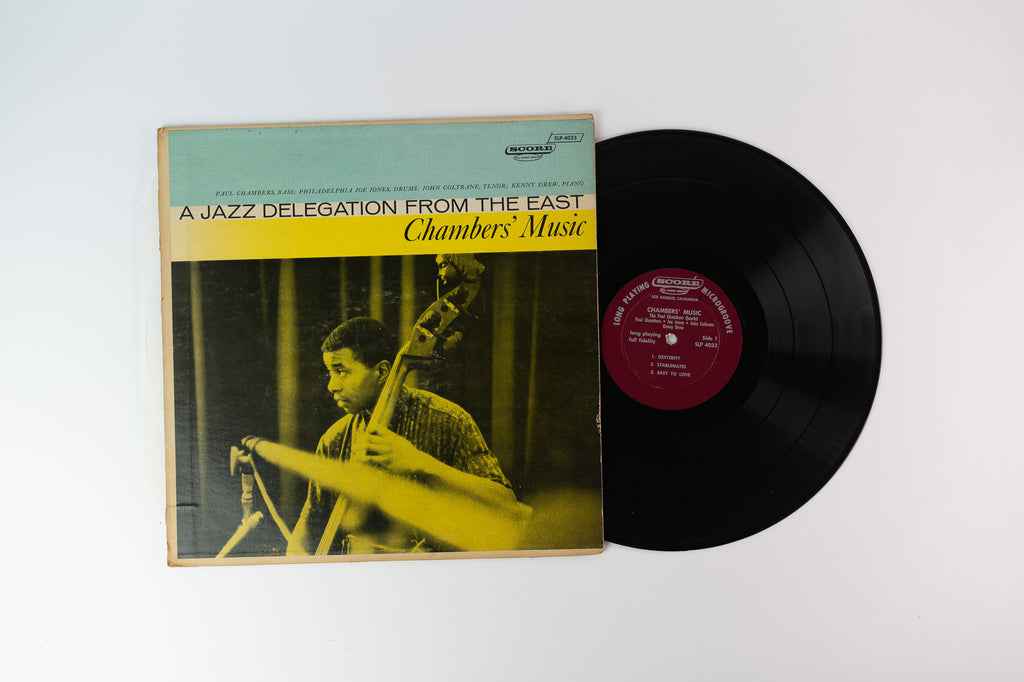 SLP-4033
SCORE
PAUL CHAMBERS, BASS; PHILADELPHIA JOE JONES, DRUMS; JOHN COLTRANE, TENOR; KENNY DREW, PIANO
A JAZZ DELEGATION FROM THE EAST
Chambers' Music
LONG PLAYING SCORE MICROGROOVE
LOS ANGELES, CALIFORNIA
CHAMBERS' MUSIC
The Paul Chambers Quartet
Paul Chambers • Joe Jones • John Coltrane
Kenny Drew
long playing Side 1
full fidelity SLP 4033
1. DEXTERITY
2. STABLEMATES
3. EASY TO LOVE